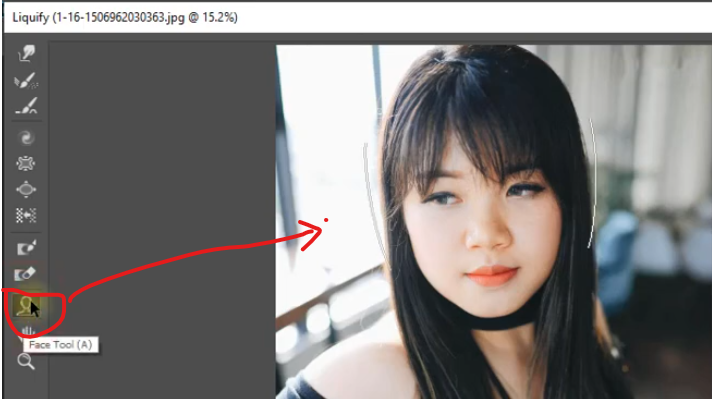 Liquify (1-16-1506962030363.jpg @ 15.2%)
Face Tool (A)